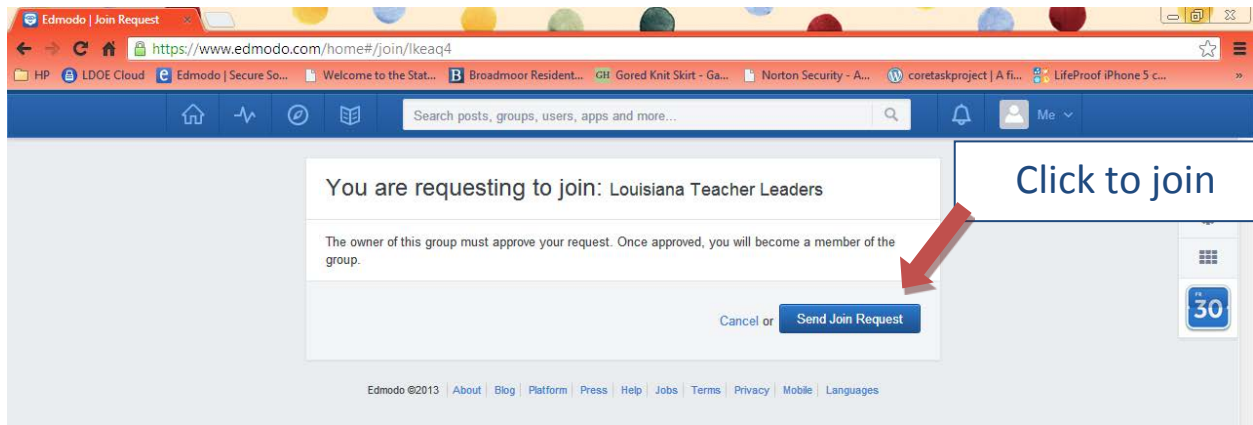 Edmodo | Join Request
https://www.edmodo.com/home#/join/lkeaq4
HP LDOE Cloud Edmodo | Secure So... Welcome to the Stat... Broadmoor Resident... GH Gored Knit Skirt - Ga... Norton Security - A... coretaskproject | A fi... LifeProof iPhone 5 c... »
Search posts, groups, users, apps and more... Me
Click to join
You are requesting to join: Louisiana Teacher Leaders
The owner of this group must approve your request. Once approved, you will become a member of the
group.
FR
30
Cancel or Send Join Request
Edmodo ©2013 | About | Blog | Platform | Press | Help | Jobs | Terms | Privacy | Mobile | Languages